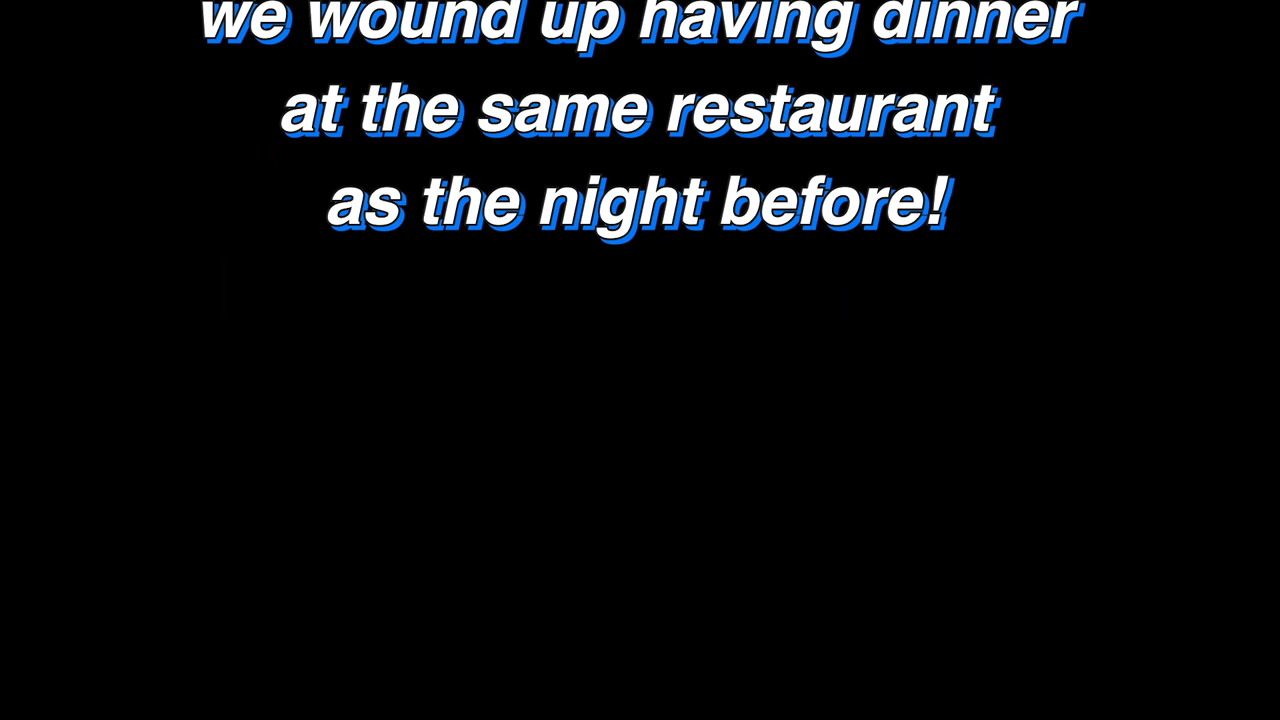 we wound up having dinner
at the same restaurant
as the night before!